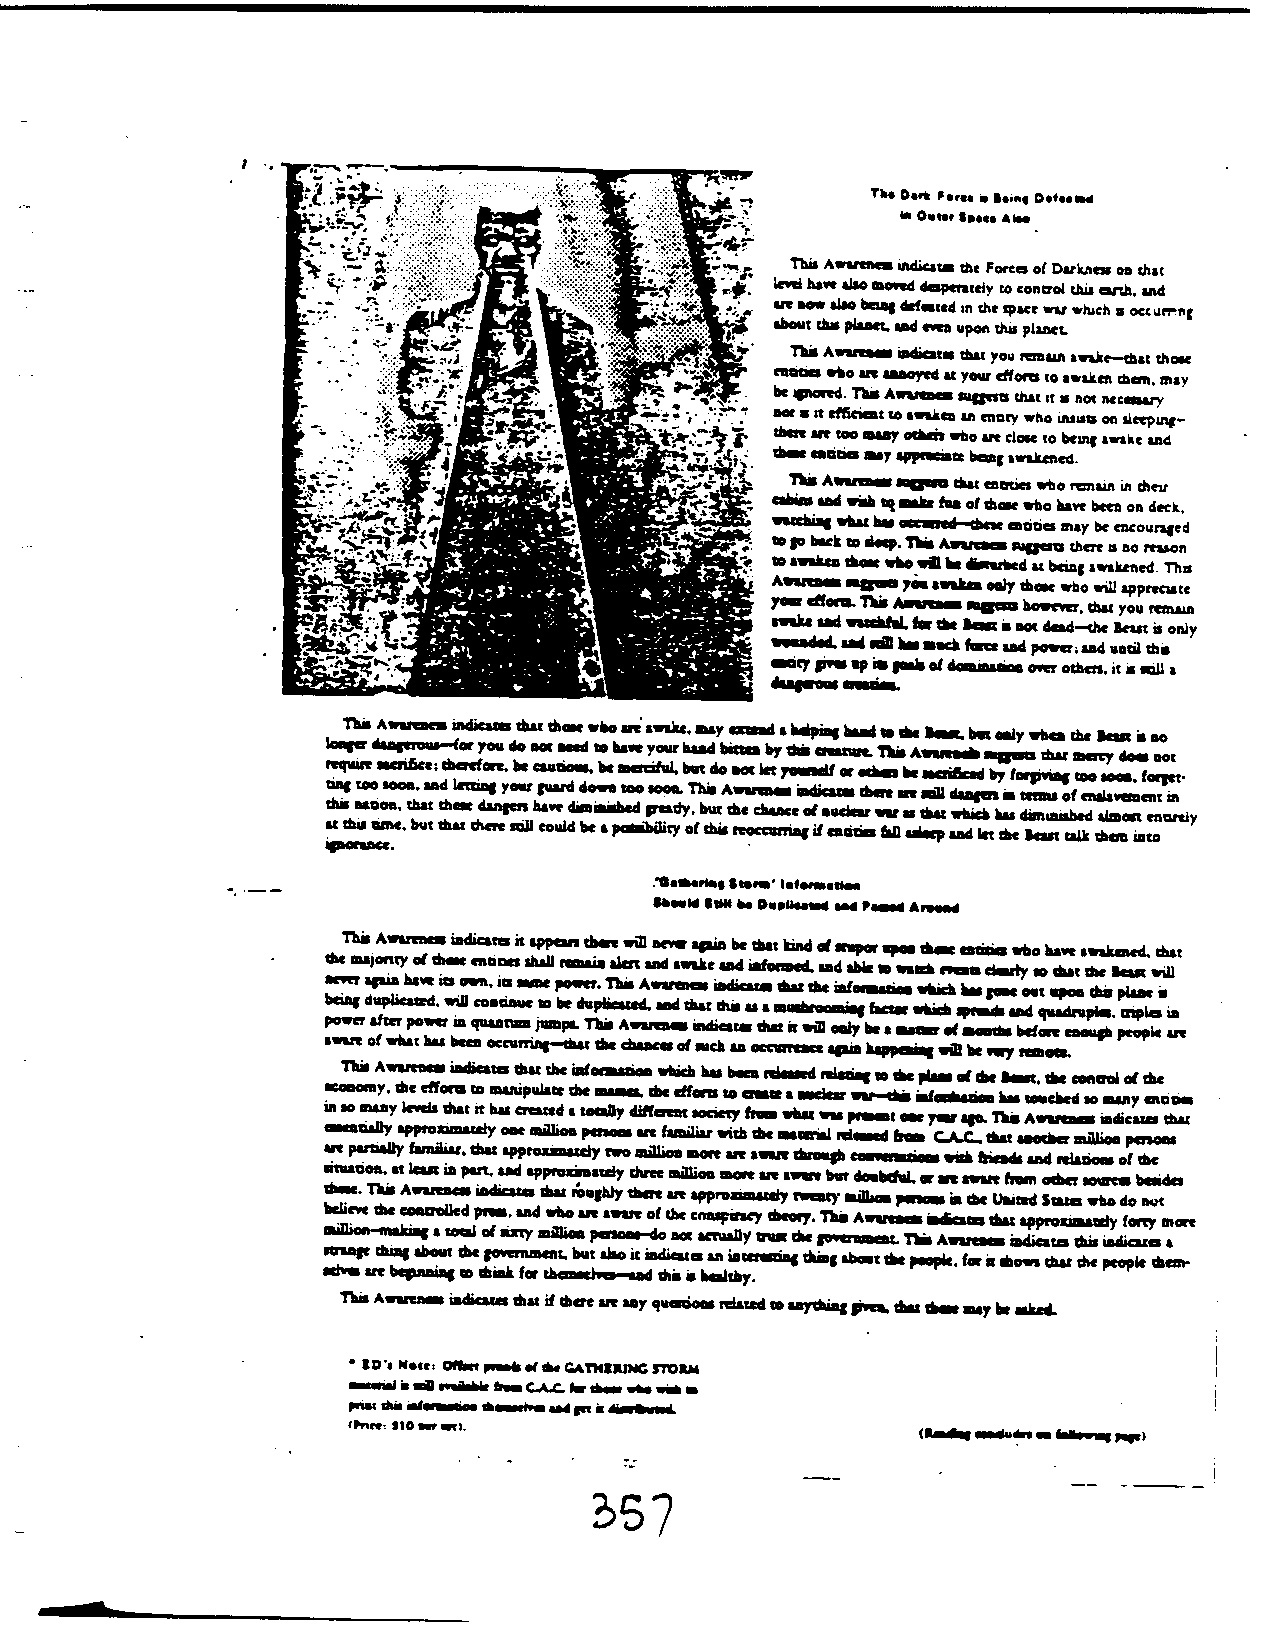 The Dark Force is Being Defeated
in Outer Space Also
This Awareness indicates the Forces of Darkness on that
level have also moved desperately to control this earth, and
are now also being defeated in the space war which is occurring
about this planet, and even upon this planet.
This Awareness indicates that you remain awake—that those
entities who are annoyed at your efforts to awaken them, may
be ignored. This Awareness suggests that it is not necessary
nor is it efficient to awaken an entity who insists on sleeping—
there are too many others who are close to being awake and
these entities may appreciate being awakened.
This Awareness suggests that entities who remain in their
cabins and wish to make fun of those who have been on deck,
watching what has occurred—these entities may be encouraged
to go back to sleep. This Awareness suggests there is no reason
to awaken those who will be disturbed at being awakened. This
Awareness suggests you awaken only those who will appreciate
your efforts. This Awareness suggests however, that you remain
awake and watchful, for the Beast is not dead—the Beast is only
wounded, and still has much force and power; and until this
entity gives up its goals of domination over others, it is still a
dangerous creation.
This Awareness indicates that those who are awake, may extend a helping hand to the Beast, but only when the Beast is no
longer dangerous—for you do not need to have your hand bitten by this creature. This Awareness suggests that mercy does not
require sacrifice; therefore, be cautious, be merciful, but do not let yourself or others be sacrificed by forgiving too soon, forget-
ting too soon, and letting your guard down too soon. This Awareness indicates there are still dangers in terms of enslavement in
this nation, that these dangers have diminished greatly, but the chance of nuclear war as that which has diminished almost entirely
at this time, but that there still could be a possibility of this reoccurring if entities fall asleep and let the Beast talk them into
ignorance.
'Gathering Storm' Information
Should Still be Duplicated and Passed Around
This Awareness indicates it appears there will never again be that kind of stupor upon these entities who have awakened, that
the majority of these entities shall remain alert and awake and informed, and able to watch events clearly so that the Beast will
never again have its own, its same power. This Awareness indicates that the information which has gone out upon this plane is
being duplicated, will continue to be duplicated, and that this as a mushrooming factor which spreads and quadruples, triples in
power after power in quantum jumps. This Awareness indicates that it will only be a matter of months before enough people are
aware of what has been occurring—that the chances of such an occurrence again happening will be very remote.
This Awareness indicates that the information which has been released relating to the plans of the Beast, the control of the
economy, the efforts to manipulate the masses, the efforts to create a nuclear war—this information has touched so many entities
in so many levels that it has created a totally different society from what was present one year ago. This Awareness indicates that
essentially approximately one million persons are familiar with the material released from C.A.C., that another million persons
are partially familiar, that approximately two million more are aware through conversations with friends and relations of the
situation, at least in part, and approximately three million more are aware but doubtful, or are aware from other sources besides
these. This Awareness indicates that roughly there are approximately twenty million persons in the United States who do not
believe the controlled press, and who are aware of the conspiracy theory. This Awareness indicates that approximately forty more
million—making a total of sixty million persons—do not actually trust the government. This Awareness indicates this indicates a
strange thing about the government, but also it indicates an interesting thing about the people, for it shows that the people them-
selves are beginning to think for themselves—and this is healthy.
This Awareness indicates that if there are any questions related to anything given, that these may be asked.
* ED's Note: Offset proofs of the GATHERING STORM
material is still available from C.A.C. for those who wish to
print this information themselves and get it distributed.
(Price: $10 per set).
(Reading concludes on following page)
357